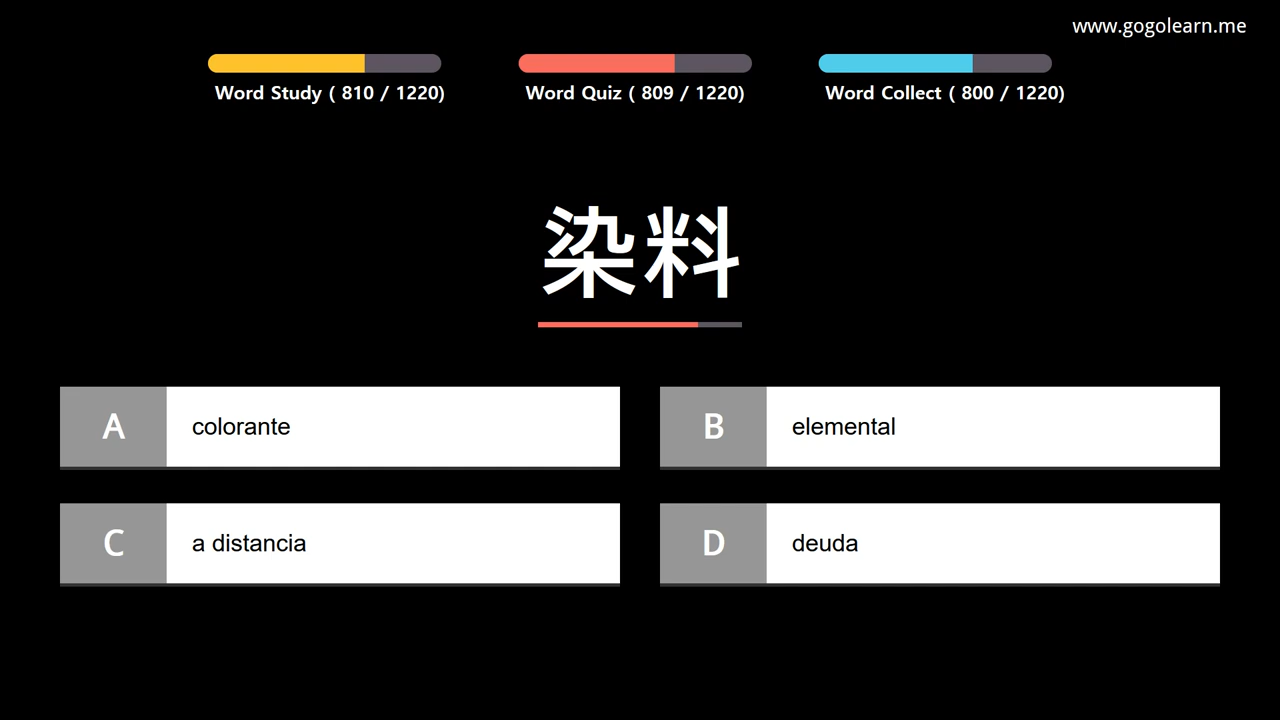 www.gogolearn.me
Word Study ( 810 / 1220)
Word Quiz ( 809 / 1220)
Word Collect ( 800 / 1220)
染料
A colorante
B elemental
C a distancia
D deuda